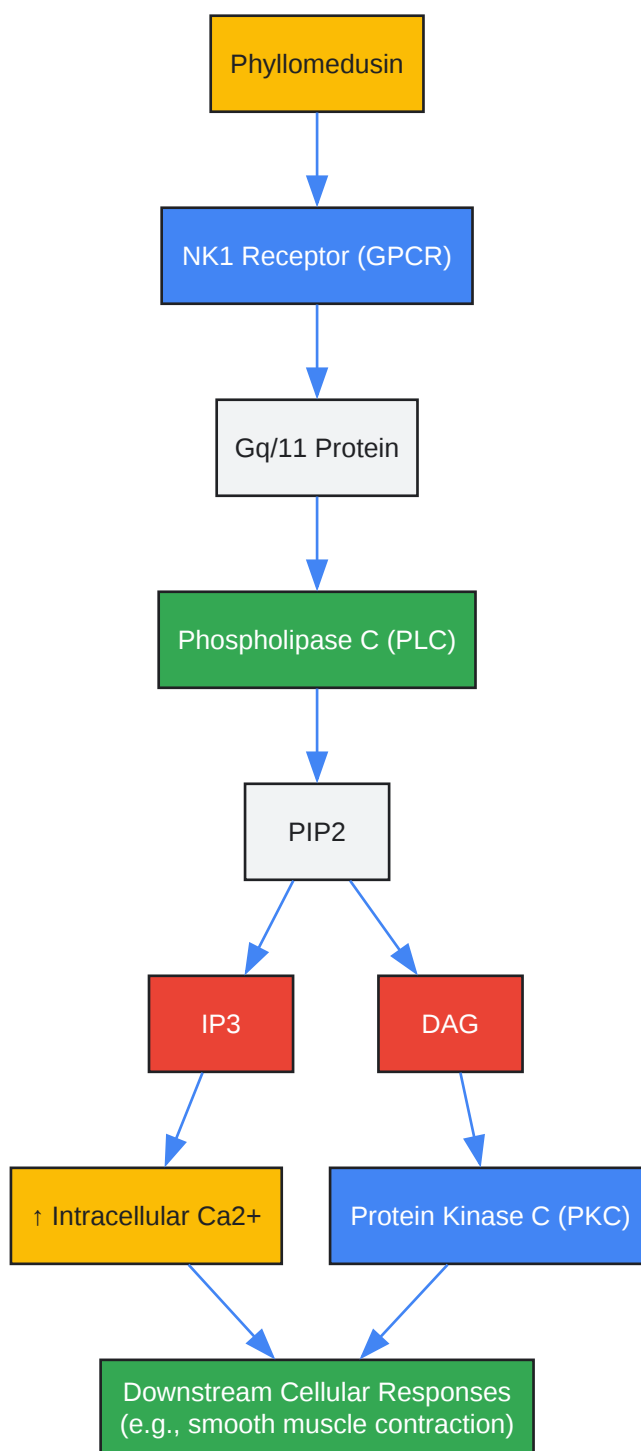 Phyllomedusin
NK1 Receptor (GPCR)
Gq/11 Protein
Phospholipase C (PLC)
PIP2
IP3
DAG
↑ Intracellular Ca2+
Protein Kinase C (PKC)
Downstream Cellular Responses
(e.g., smooth muscle contraction)